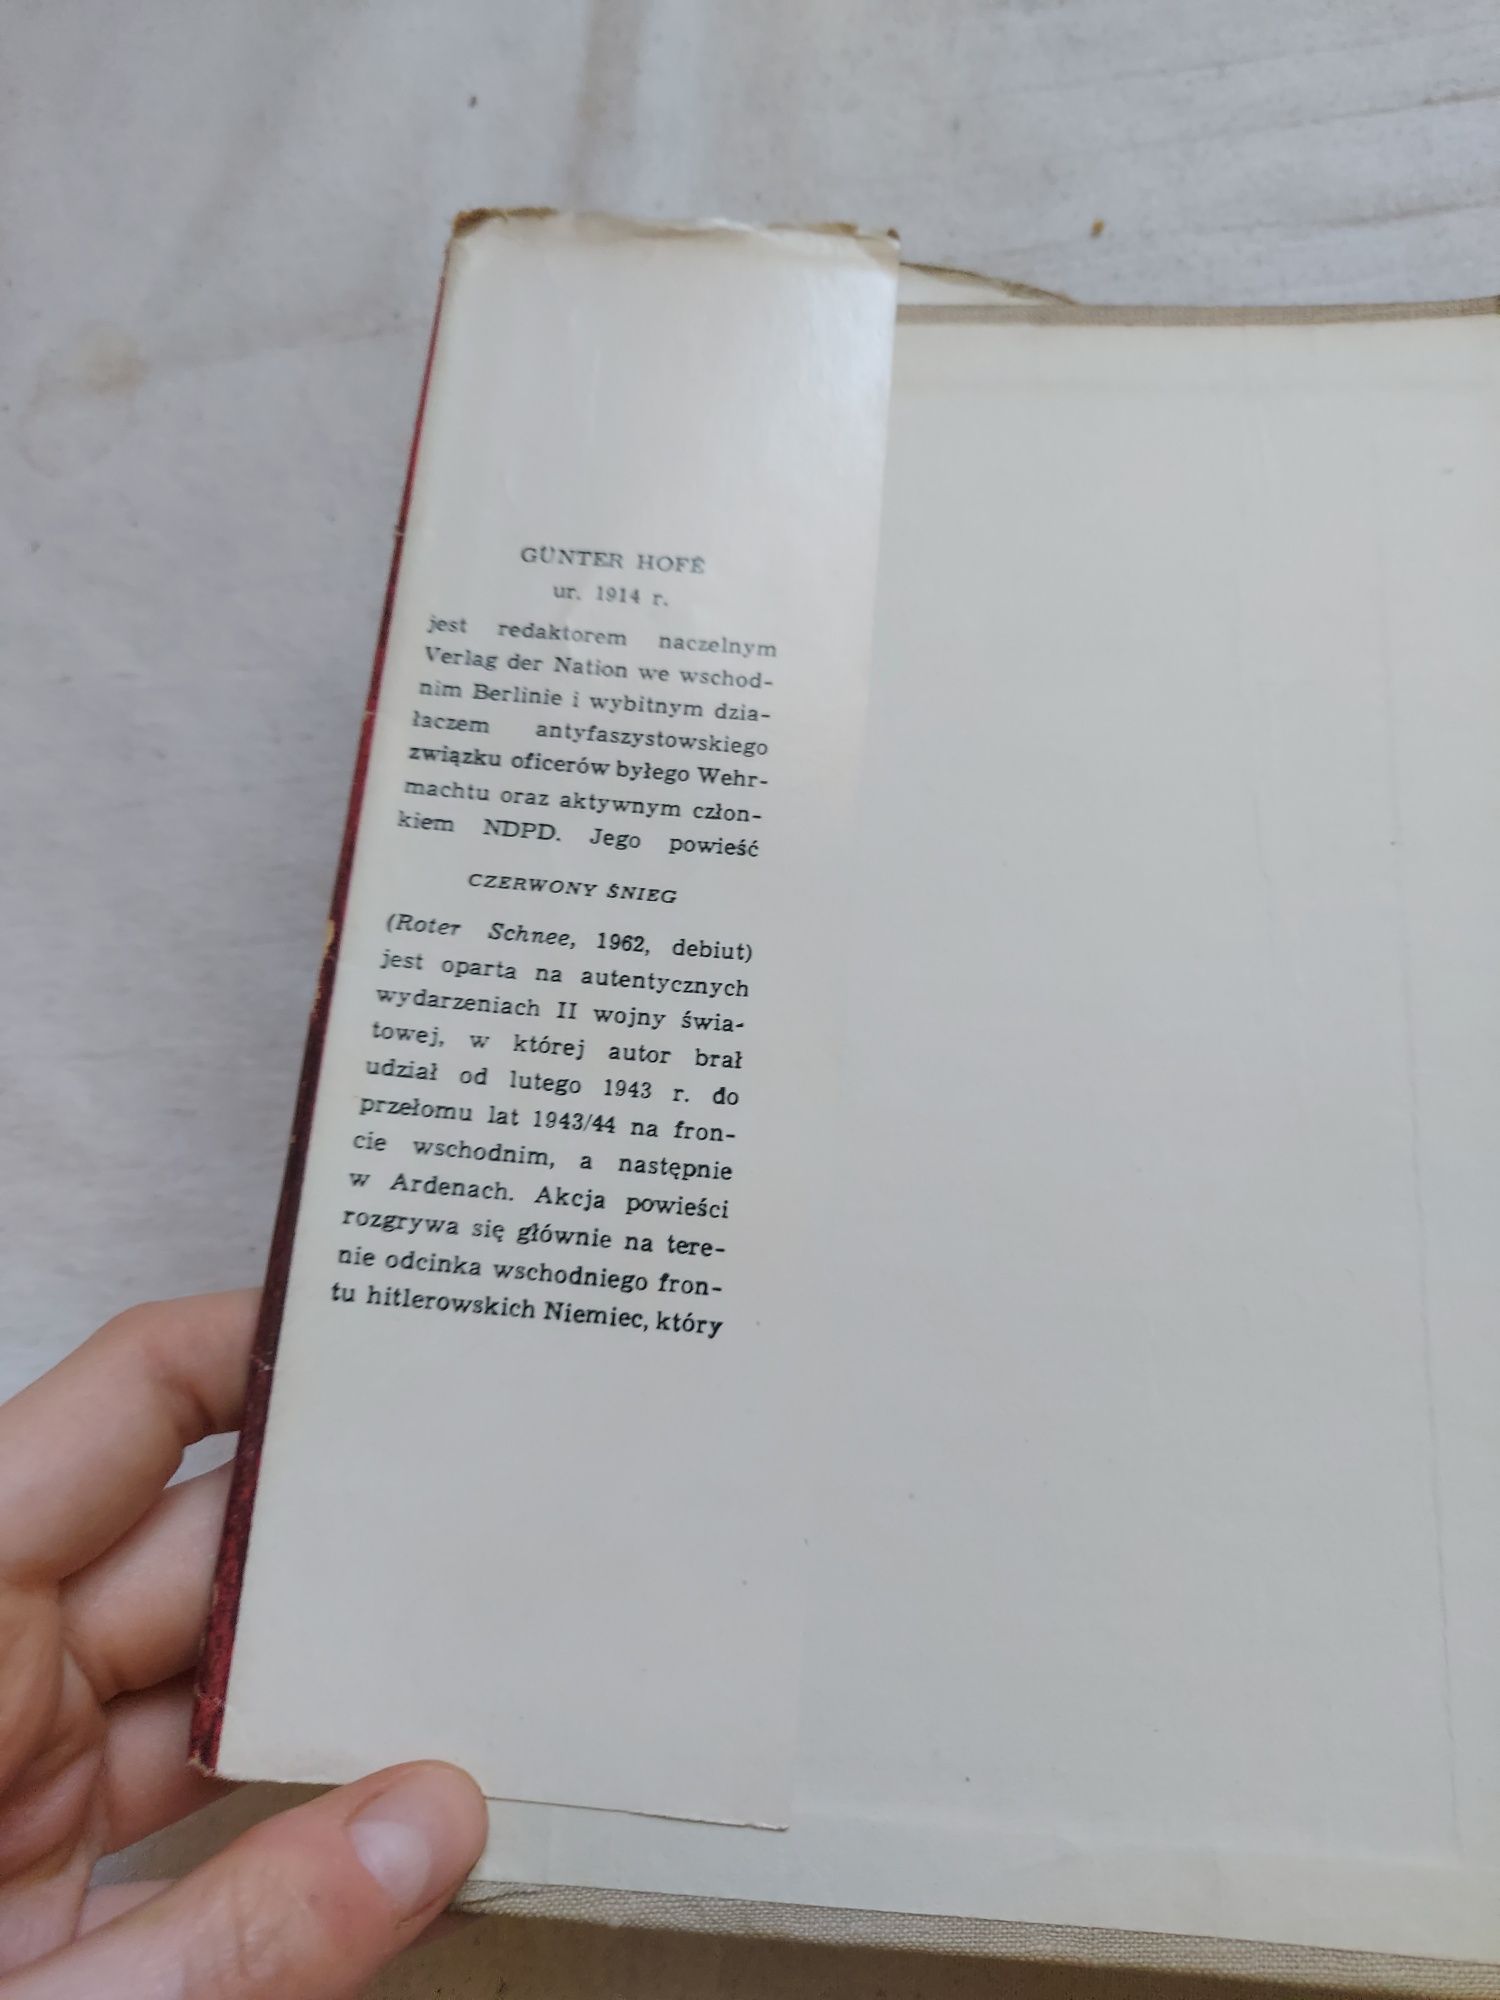 GÜNTER HOFÉ
ur. 1914 r.
jest redaktorem naczelnym
Verlag der Nation we wschod-
nim Berlinie i wybitnym dzia-
łaczem antyfaszystowskiego
związku oficerów byłego Wehr-
machtu oraz aktywnym człon-
kiem NDPD. Jego powieść
CZERWONY ŚNIEG
(Roter Schnee, 1962, debiut)
jest oparta na autentycznych
wydarzeniach II wojny świa-
towej, w której autor brał
udział od lutego 1943 r. do
przełomu lat 1943/44 na fron-
cie wschodnim, a następnie
w Ardenach. Akcja powieści
rozgrywa się głównie na tere-
nie odcinka wschodniego fron-
tu hitlerowskich Niemiec, który